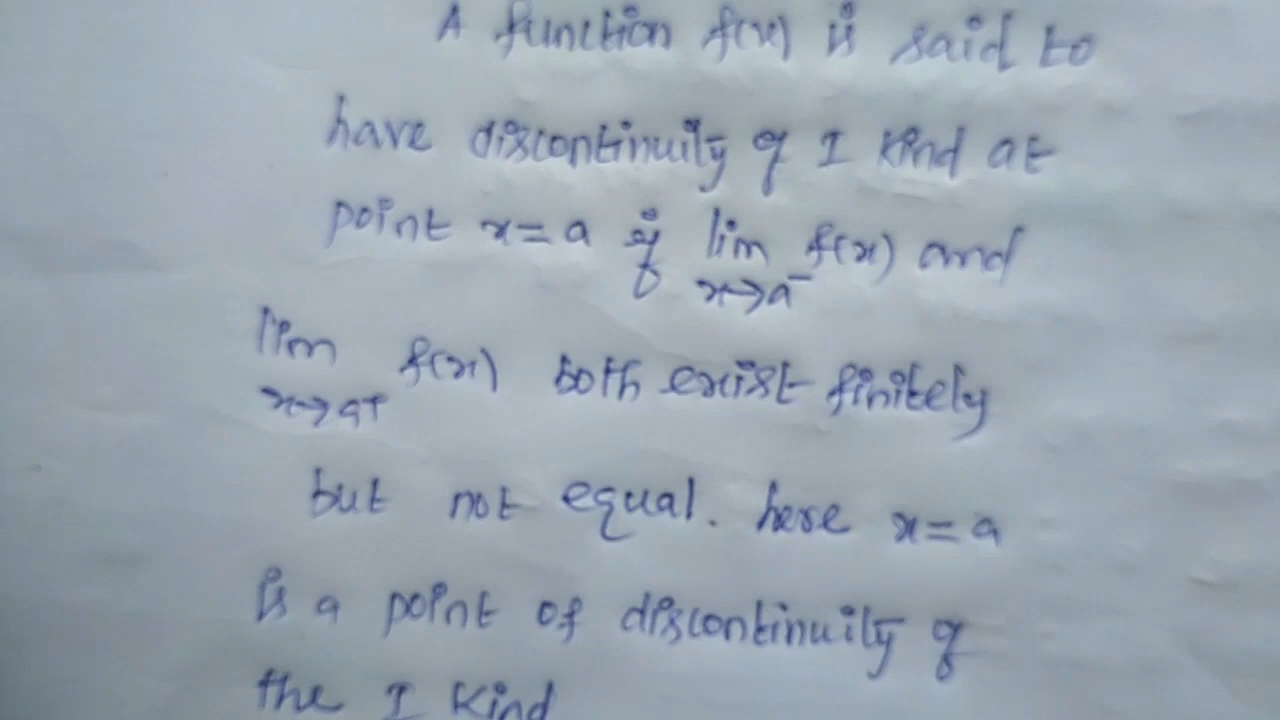 A function f(x) is said to
have discontinuity of I kind at
point x = a if lim x→a⁻ f(x) and
lim x→a⁺ f(x) both exist finitely
but not equal. here x = a
is a point of discontinuity of
the I kind